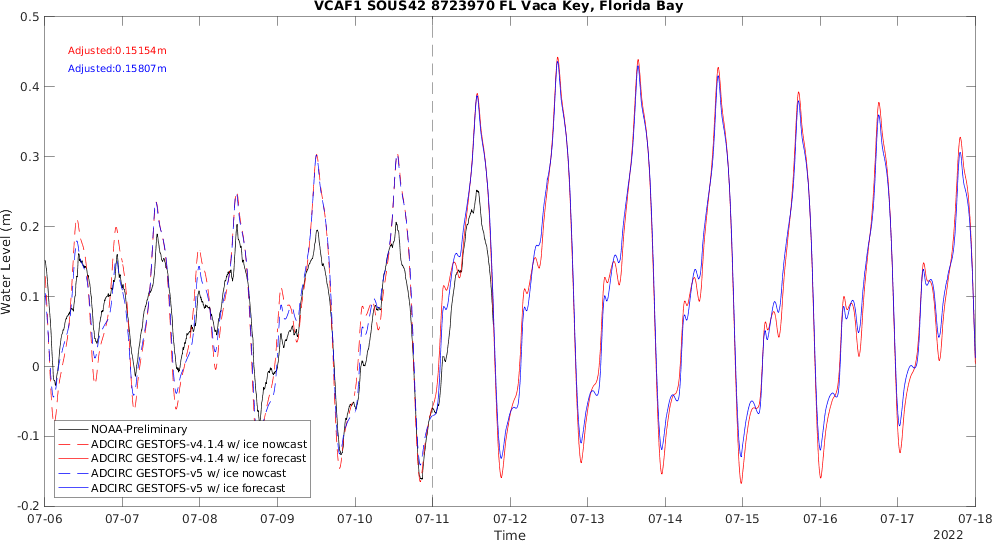 VCAF1 SOUS42 8723970 FL Vaca Key, Florida Bay
0.5
Adjusted:0.15154m
Adjusted:0.15807m
0.4
0.3
0.2
0.1
0
-0.1
-0.2
Water Level (m)
NOAA-Preliminary
ADCIRC GESTOFS-v4.1.4 w/ ice nowcast
ADCIRC GESTOFS-v4.1.4 w/ ice forecast
ADCIRC GESTOFS-v5 w/ ice nowcast
ADCIRC GESTOFS-v5 w/ ice forecast
07-06 07-07 07-08 07-09 07-10 07-11 07-12 07-13 07-14 07-15 07-16 07-17 07-18
Time
2022